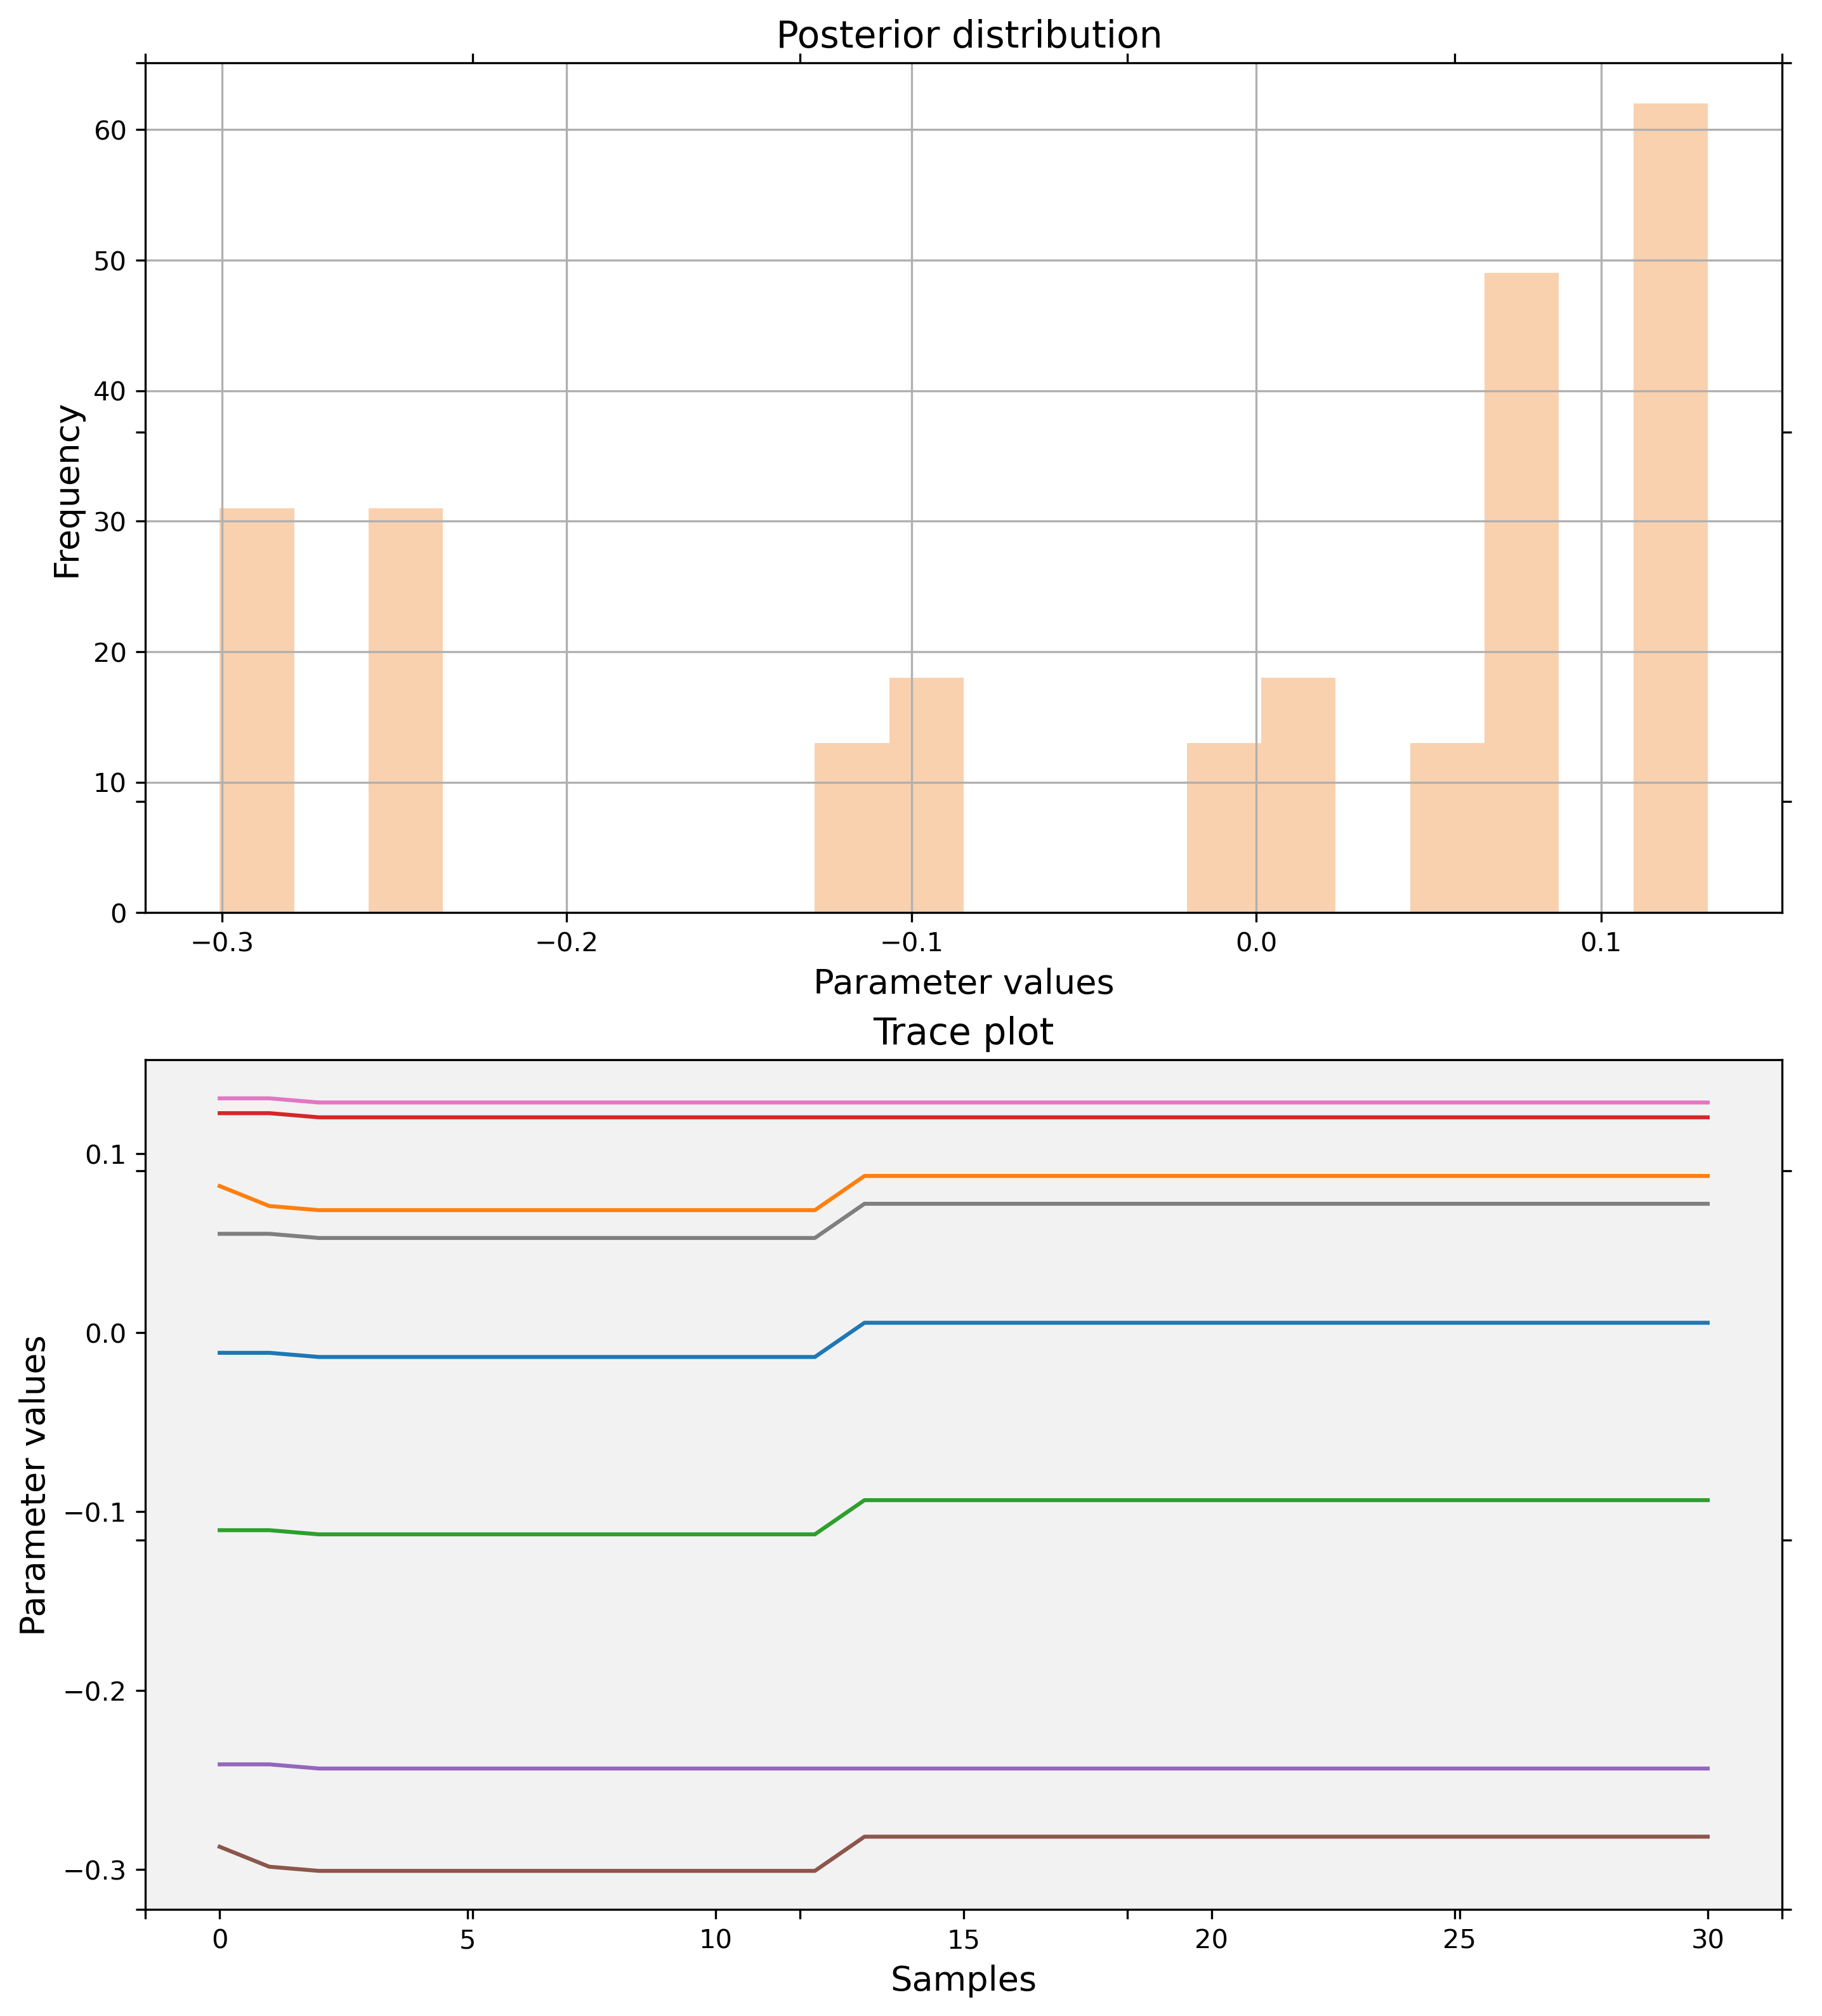 Posterior distribution
60
50
40
30
20
10
0
Frequency
−0.3 −0.2 −0.1 0.0 0.1
Parameter values
Trace plot
0.1
0.0
−0.1
−0.2
−0.3
Parameter values
0 5 10 15 20 25 30
Samples